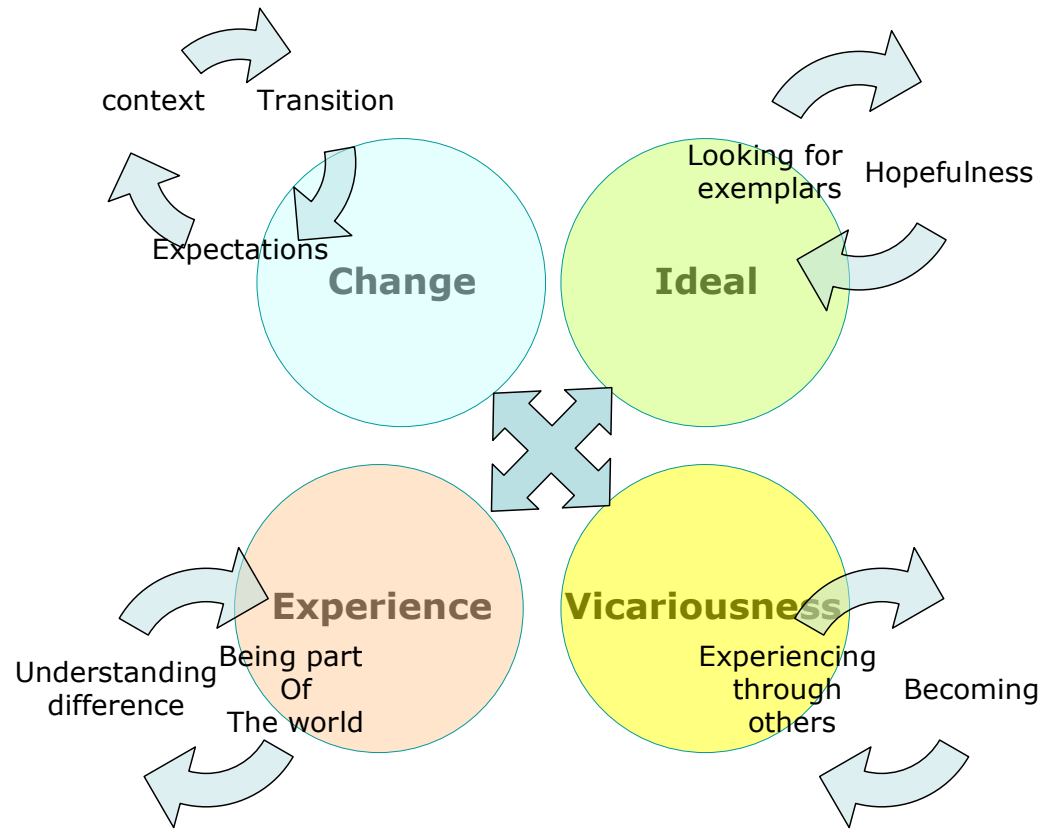 context
Transition
Expectations
Change
Looking for
exemplars
Hopefulness
Ideal
Experience
Understanding
difference
Being part
Of
The world
Vicariousness
Experiencing
through
others
Becoming